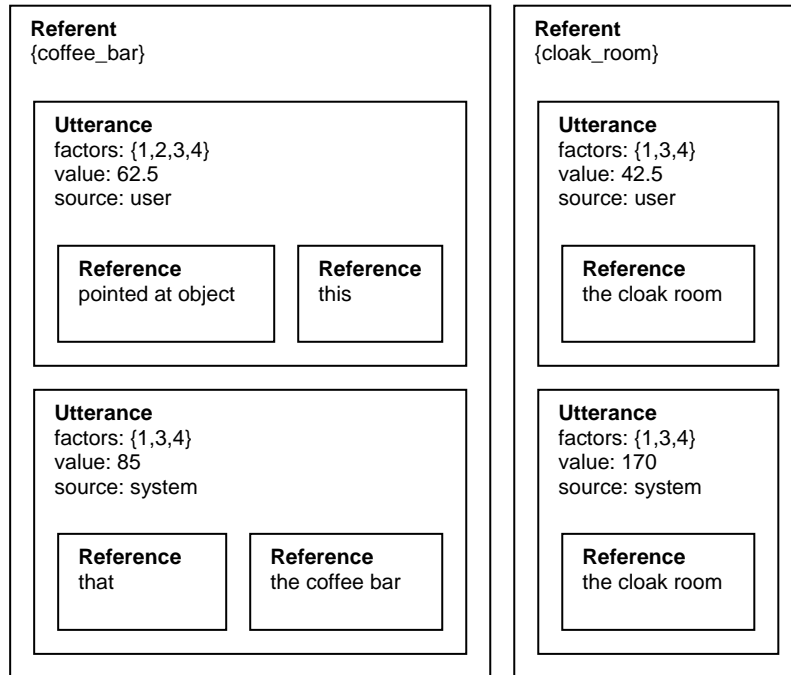 Referent
{coffee_bar}
Utterance
factors: {1,2,3,4}
value: 62.5
source: user
Reference
pointed at object
Reference
this
Utterance
factors: {1,3,4}
value: 85
source: system
Reference
that
Reference
the coffee bar
Referent
{cloak_room}
Utterance
factors: {1,3,4}
value: 42.5
source: user
Reference
the cloak room
Utterance
factors: {1,3,4}
value: 170
source: system
Reference
the cloak room